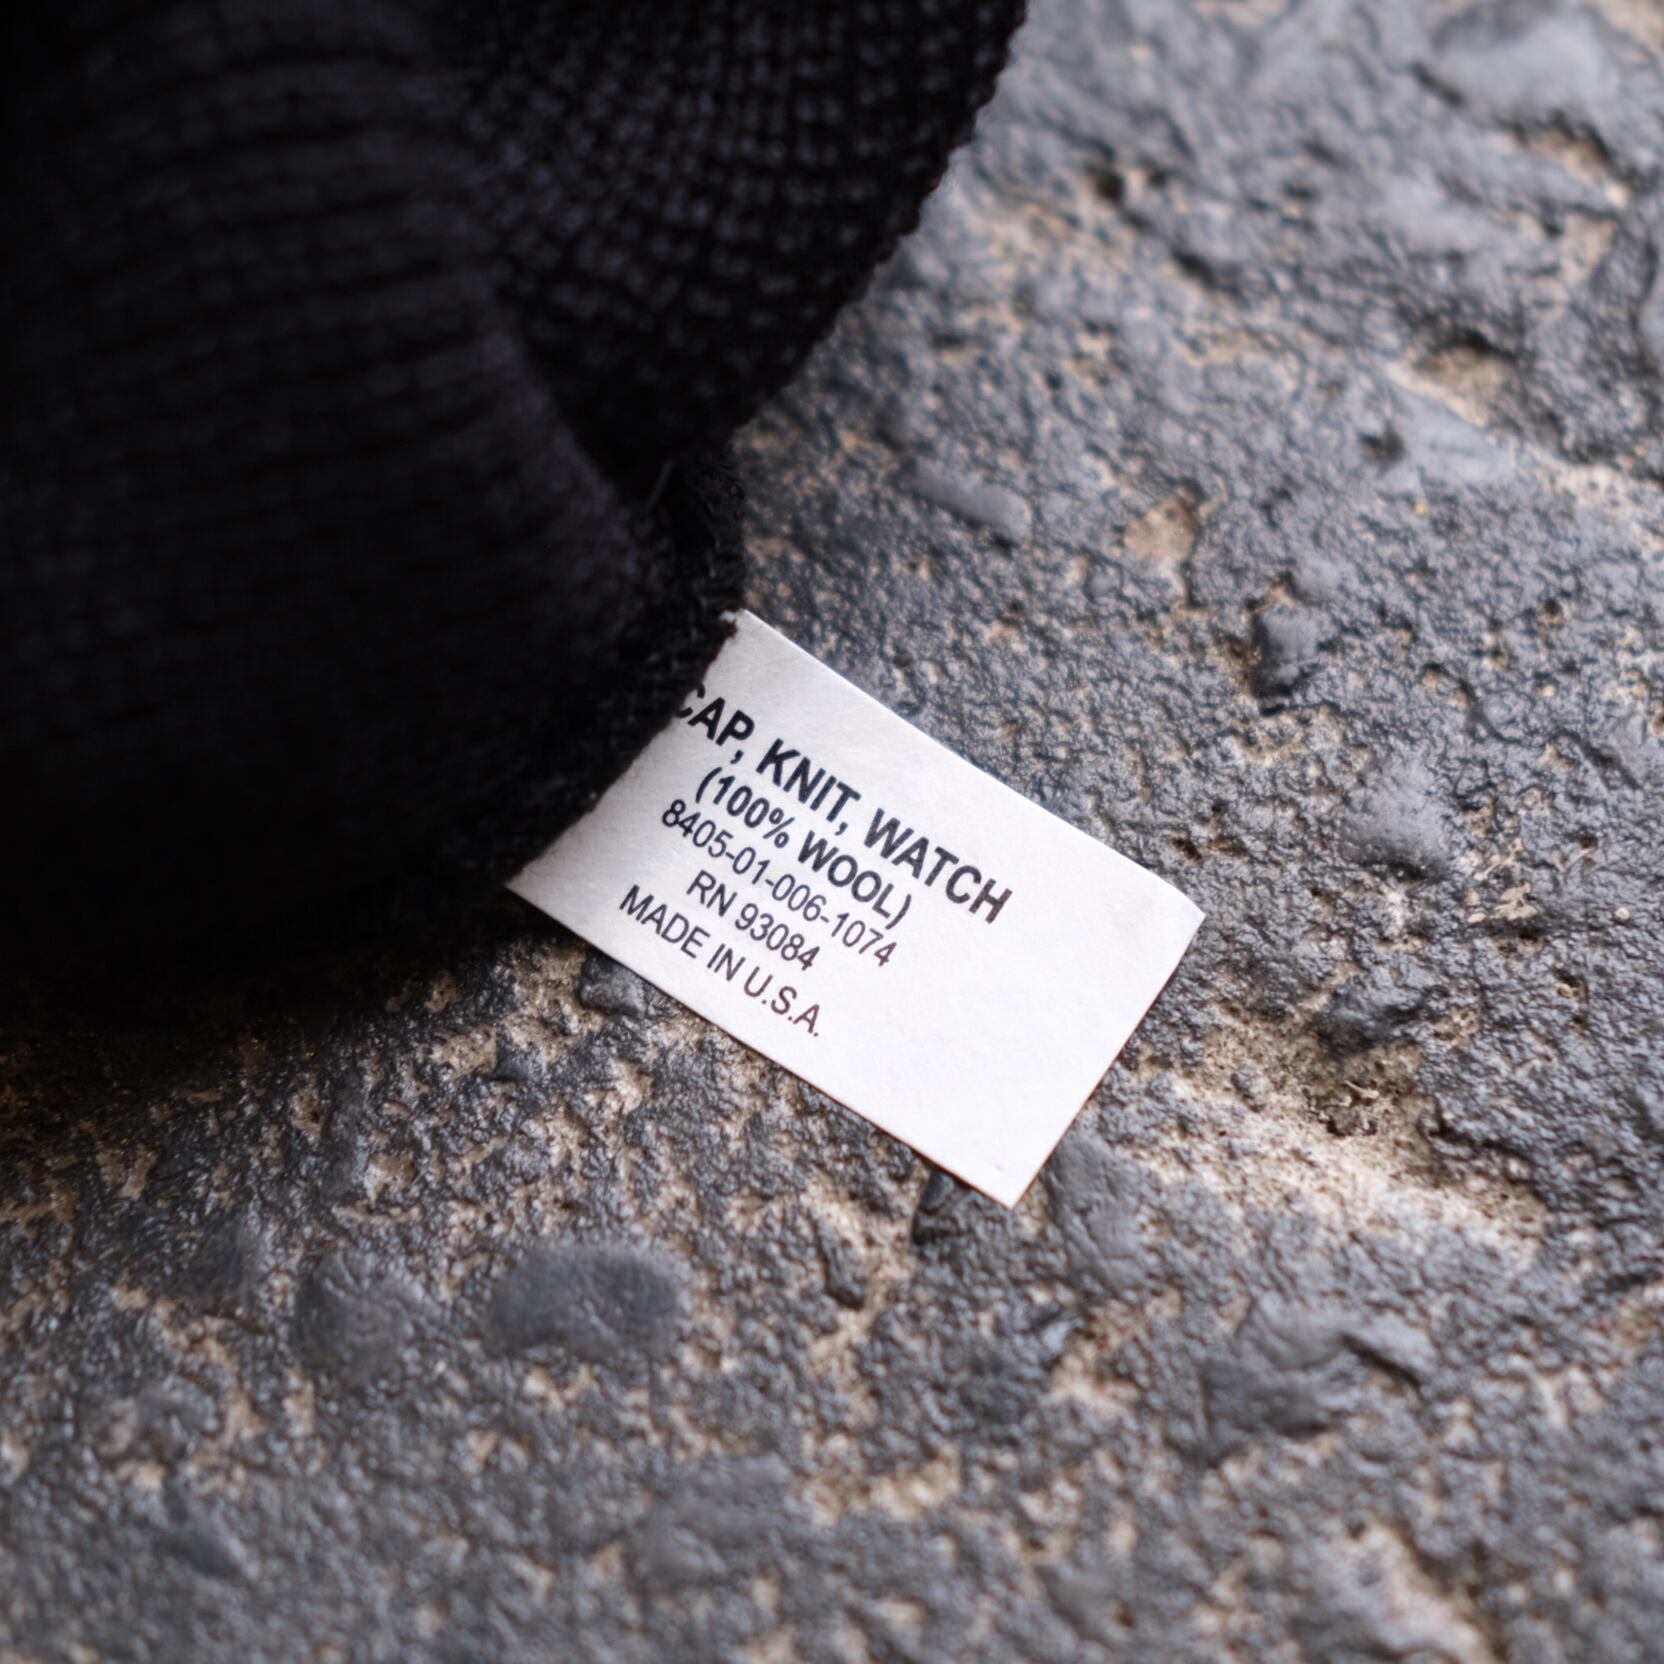 CAP, KNIT, WATCH
(100% WOOL)
8405-01-006-1074
RN 93084
MADE IN U.S.A.